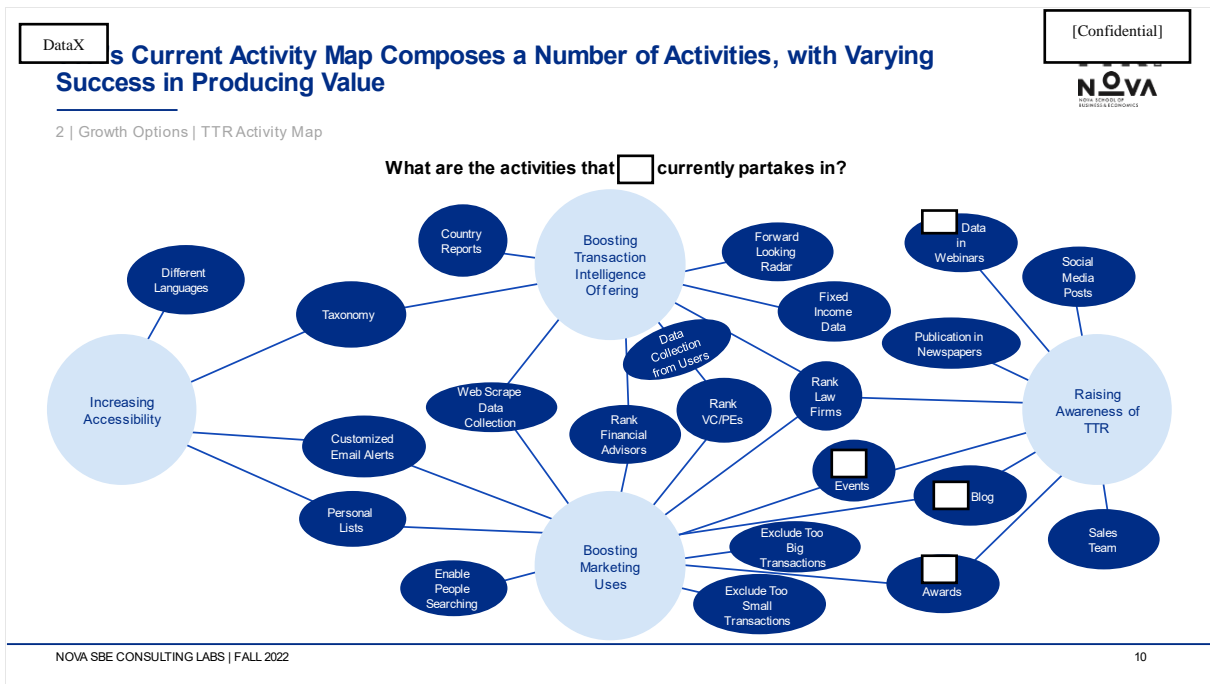 DataX
s Current Activity Map Composes a Number of Activities, with Varying
Success in Producing Value
[Confidential]
NOVA
NOVA SCHOOL OF
BUSINESS & ECONOMICS
2 | Growth Options | TTR Activity Map
What are the activities that currently partakes in?
Country
Reports
Boosting
Transaction
Intelligence
Offering
Forward
Looking
Radar
Data
in
Webinars
Social
Media
Posts
Different
Languages
Taxonomy
Fixed
Income
Data
Publication in
Newspapers
Data
Collection
from Users
Increasing
Accessibility
Web Scrape
Data
Collection
Rank
Financial
Advisors
Rank
VC/PEs
Rank
Law
Firms
Raising
Awareness of
TTR
Customized
Email Alerts
Events
Blog
Personal
Lists
Boosting
Marketing
Uses
Exclude Too
Big
Transactions
Sales
Team
Enable
People
Searching
Exclude Too
Small
Transactions
Awards
NOVA SBE CONSULTING LABS | FALL 2022
10